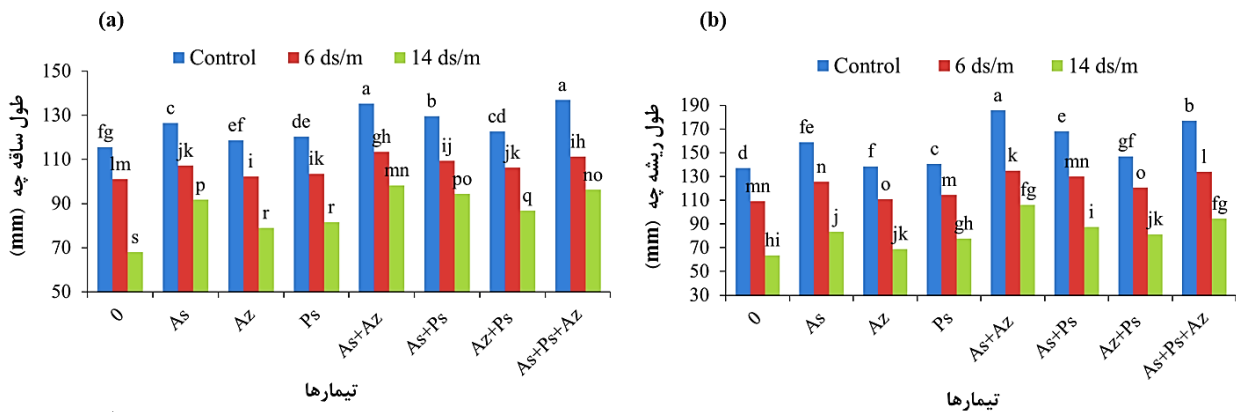 (a)
Control 6 ds/m 14 ds/m
طول ساقه چه (mm)
150
130
110
90
70
50
fg lm s
c jk p
ef i r
de ik r
a gh mn
b ij po
cd jk q
a ih no
0 As Az Ps As+Az As+Ps Az+Ps As+Ps+Az
تیمارها
(b)
Control 6 ds/m 14 ds/m
طول ریشه چه (mm)
190
170
150
130
110
90
70
50
30
d mn hi
fe n j
f o jk
c m gh
a k fg
e mn i
gf o jk
b l fg
0 As Az Ps As+Az As+Ps Az+Ps As+Ps+Az
تیمارها